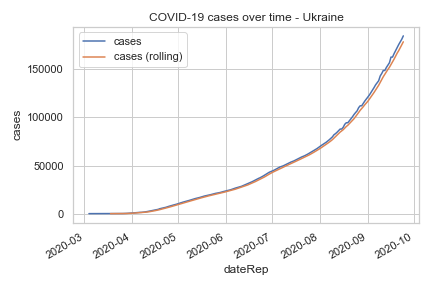 COVID-19 cases over time - Ukraine
cases
cases (rolling)
cases
150000
100000
50000
0
2020-03
2020-04
2020-05
2020-06
2020-07
2020-08
2020-09
2020-10
dateRep